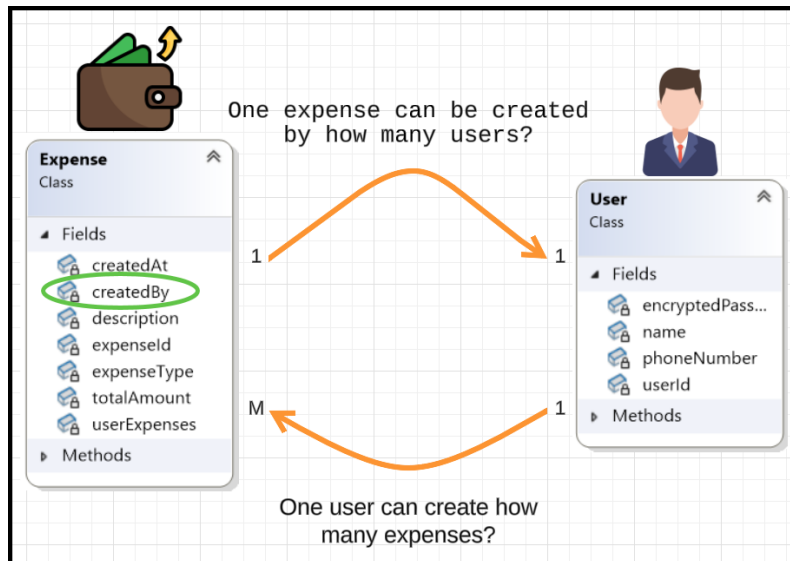 One expense can be created
by how many users?
Expense
Class
Fields
createdAt
createdBy
description
expenseId
expenseType
totalAmount
userExpenses
Methods
1
1
M
1
User
Class
Fields
encryptedPass...
name
phoneNumber
userId
Methods
One user can create how
many expenses?